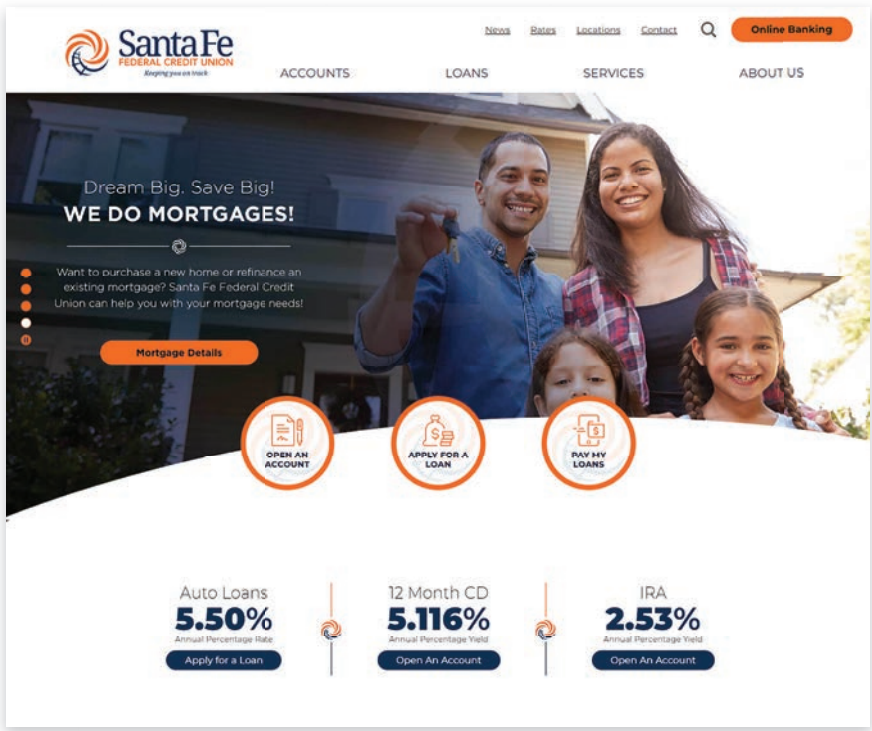 Santa Fe
FEDERAL CREDIT UNION
Keeping you on track
News Rates Locations Contact
Online Banking
ACCOUNTS LOANS SERVICES ABOUT US
Dream Big. Save Big!
WE DO MORTGAGES!
Want to purchase a new home or refinance an
existing mortgage? Santa Fe Federal Credit
Union can help you with your mortgage needs!
Mortgage Details
OPEN AN
ACCOUNT
APPLY FOR A
LOAN
PAY MY
LOANS
Auto Loans
5.50%
Annual Percentage Rate
Apply for a Loan
12 Month CD
5.116%
Annual Percentage Yield
Open An Account
IRA
2.53%
Annual Percentage Yield
Open An Account